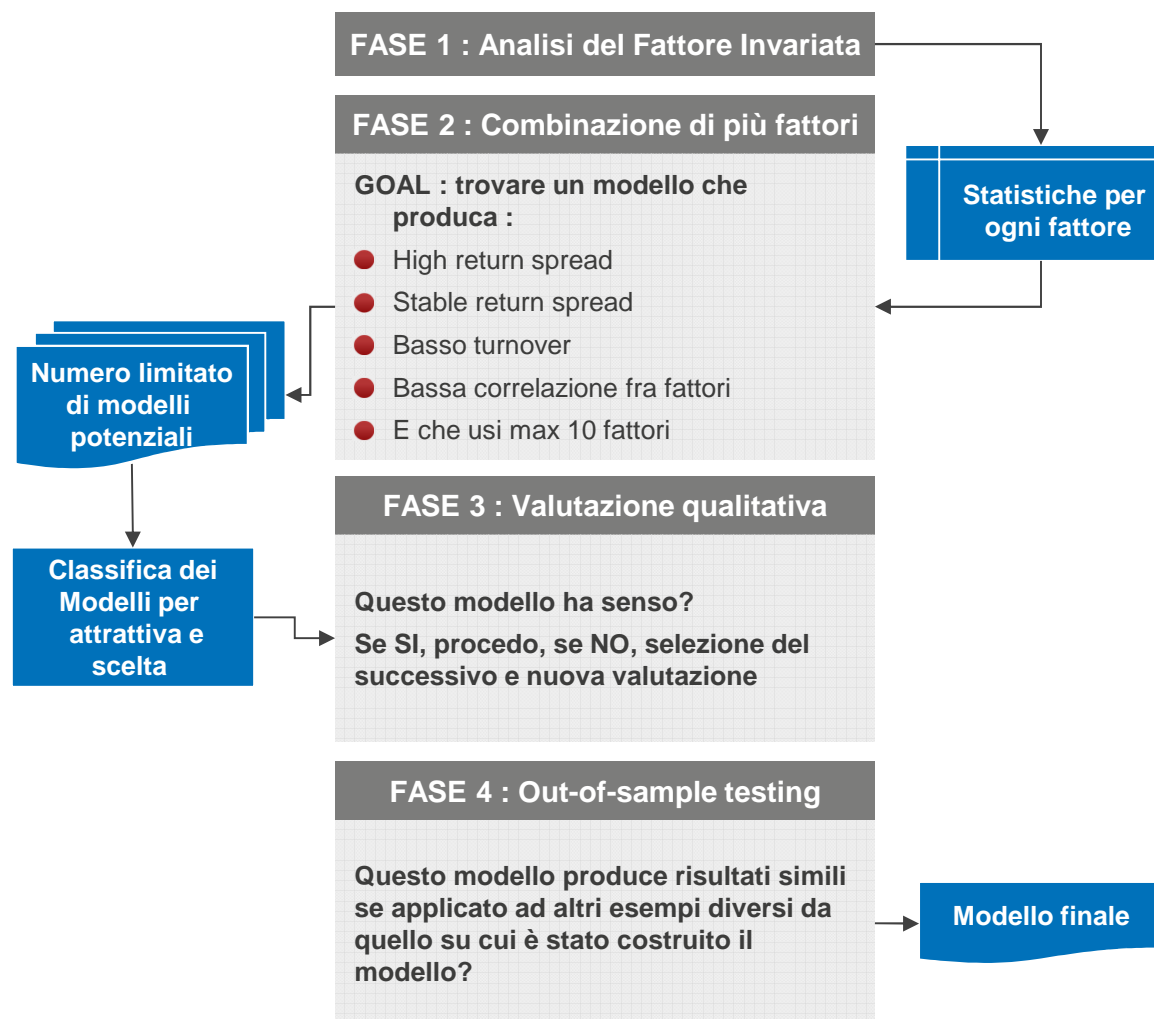 FASE 1 : Analisi del Fattore Invariata
FASE 2 : Combinazione di più fattori
GOAL : trovare un modello che
produca :
High return spread
Stable return spread
Basso turnover
Bassa correlazione fra fattori
E che usi max 10 fattori
Statistiche per
ogni fattore
Numero limitato
di modelli
potenziali
Classifica dei
Modelli per
attrattiva e
scelta
FASE 3 : Valutazione qualitativa
Questo modello ha senso?
Se SI, procedo, se NO, selezione del
successivo e nuova valutazione
FASE 4 : Out-of-sample testing
Questo modello produce risultati simili
se applicato ad altri esempi diversi da
quello su cui è stato costruito il
modello?
Modello finale